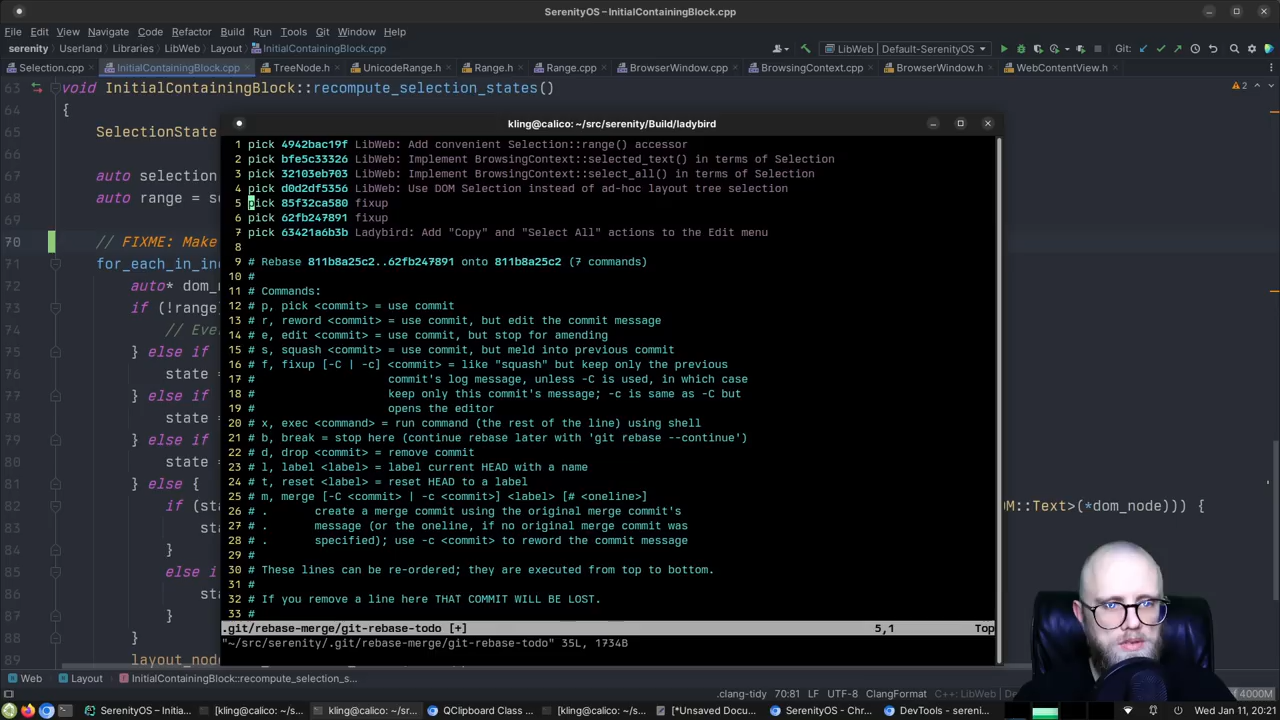 SerenityOS – InitialContainingBlock.cpp
File Edit View Navigate Code Refactor Build Run Tools Git Window Help
serenity Userland Libraries LibWeb Layout InitialContainingBlock.cpp
LibWeb | Default-SerenityOS Git:
Selection.cpp InitialContainingBlock.cpp TreeNode.h UnicodeRange.h Range.h Range.cpp BrowserWindow.cpp BrowsingContext.cpp BrowserWindow.h WebContentView.h
63 void InitialContainingBlock::recompute_selection_states()
2
64 {
65 SelectionState
67 auto selection
68 auto range = se
69
70 // FIXME: Make
71 for_each_in_inc
72 auto* dom_n
73 if (!range)
74 // Eve
75 } else if
76 state =
77 } else if
78 state =
79 } else if
80 state =
81 } else {
82 if (sta
OM::Text>(*dom_node))) {
83 sta
84 }
85 else if
86 sta
87 }
88 }
89 layout_node
kling@calico: ~/src/serenity/Build/ladybird
1 pick 4942bac19f LibWeb: Add convenient Selection::range() accessor
2 pick bfe5c33326 LibWeb: Implement BrowsingContext::selected_text() in terms of Selection
3 pick 32103eb703 LibWeb: Implement BrowsingContext::select_all() in terms of Selection
4 pick d0d2df5356 LibWeb: Use DOM Selection instead of ad-hoc layout tree selection
5 pick 85f32ca580 fixup
6 pick 62fb247891 fixup
7 pick 63421a6b3b Ladybird: Add "Copy" and "Select All" actions to the Edit menu
8
9 # Rebase 811b8a25c2..62fb247891 onto 811b8a25c2 (7 commands)
10 #
11 # Commands:
12 # p, pick <commit> = use commit
13 # r, reword <commit> = use commit, but edit the commit message
14 # e, edit <commit> = use commit, but stop for amending
15 # s, squash <commit> = use commit, but meld into previous commit
16 # f, fixup [-C | -c] <commit> = like "squash" but keep only the previous
17 # commit's log message, unless -C is used, in which case
18 # keep only this commit's message; -c is same as -C but
19 # opens the editor
20 # x, exec <command> = run command (the rest of the line) using shell
21 # b, break = stop here (continue rebase later with 'git rebase --continue')
22 # d, drop <commit> = remove commit
23 # l, label <label> = label current HEAD with a name
24 # t, reset <label> = reset HEAD to a label
25 # m, merge [-C <commit> | -c <commit>] <label> [# <oneline>]
26 # . create a merge commit using the original merge commit's
27 # . message (or the oneline, if no original merge commit was
28 # . specified); use -c <commit> to reword the commit message
29 #
30 # These lines can be re-ordered; they are executed from top to bottom.
31 #
32 # If you remove a line here THAT COMMIT WILL BE LOST.
33 #
.git/rebase-merge/git-rebase-todo [+] 5,1 Top
"~/src/serenity/.git/rebase-merge/git-rebase-todo" 35L, 1734B
Web Layout InitialContainingBlock::recompute_selection_s...
.clang-tidy 70:81 LF UTF-8 ClangFormat C++: LibWeb | De 4000M
SerenityOS – Initia... [kling@calico: ~/s... kling@calico: ~/sr... QClipboard Class ... [kling@calico: ~/s... [*Unsaved Docu... SerenityOS - Chr... DevTools - sereni... Wed Jan 11, 20:21